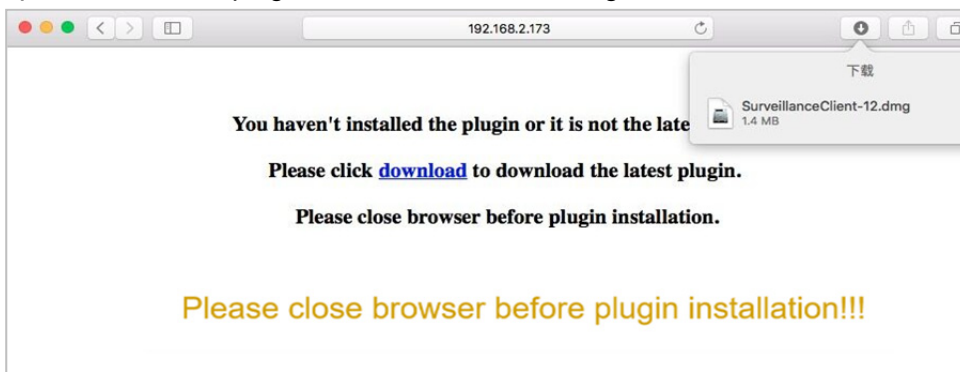 192.168.2.173
下载
SurveillanceClient-12.dmg
1.4 MB
You haven't installed the plugin or it is not the late
Please click download to download the latest plugin.
Please close browser before plugin installation.
Please close browser before plugin installation!!!